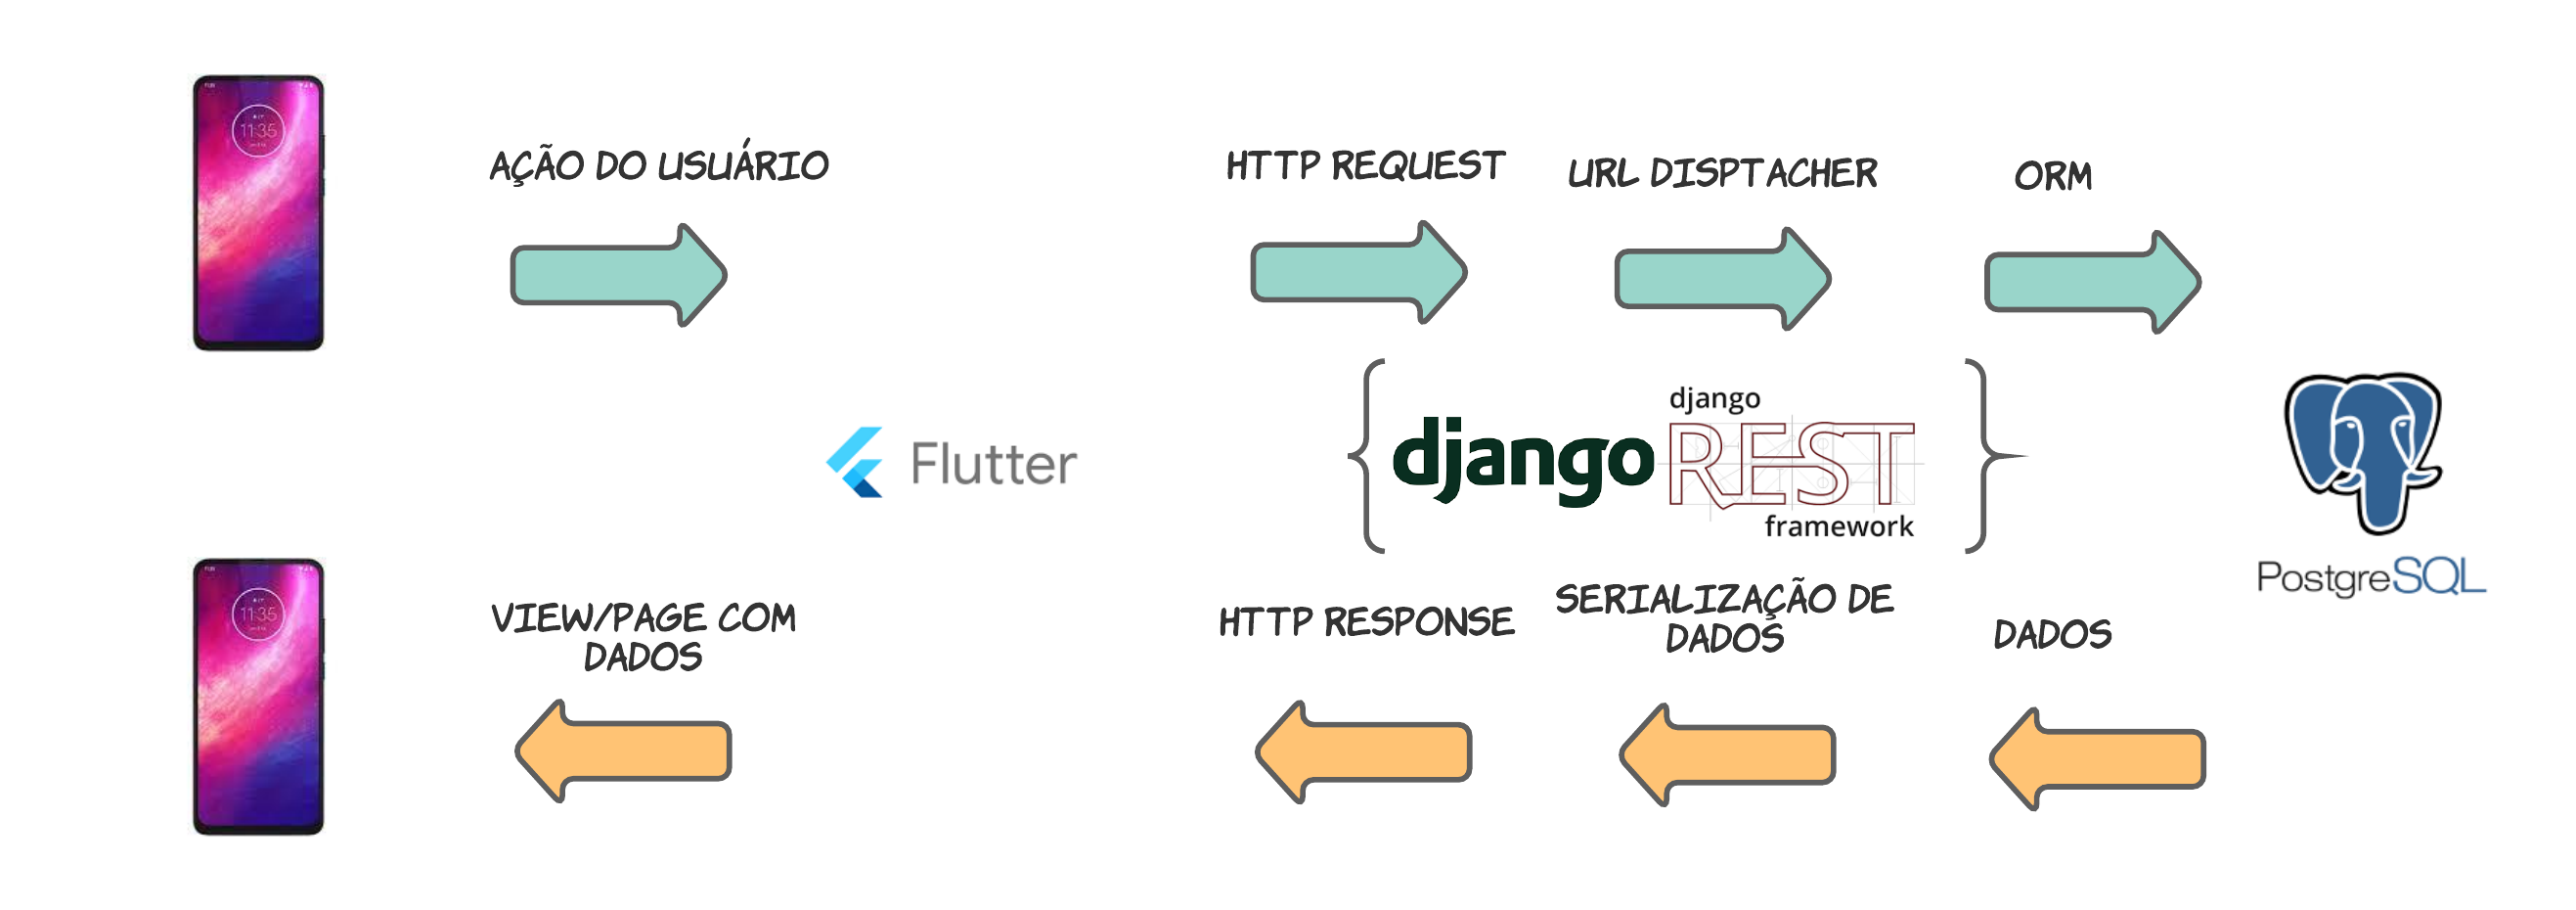 11:35
AÇÃO DO USUÁRIO
HTTP REQUEST
URL DISPTACHER
ORM
Flutter
django
django
REST
framework
PostgreSQL
11:35
VIEW/PAGE COM
DADOS
HTTP RESPONSE
SERIALIZAÇÃO DE
DADOS
DADOS